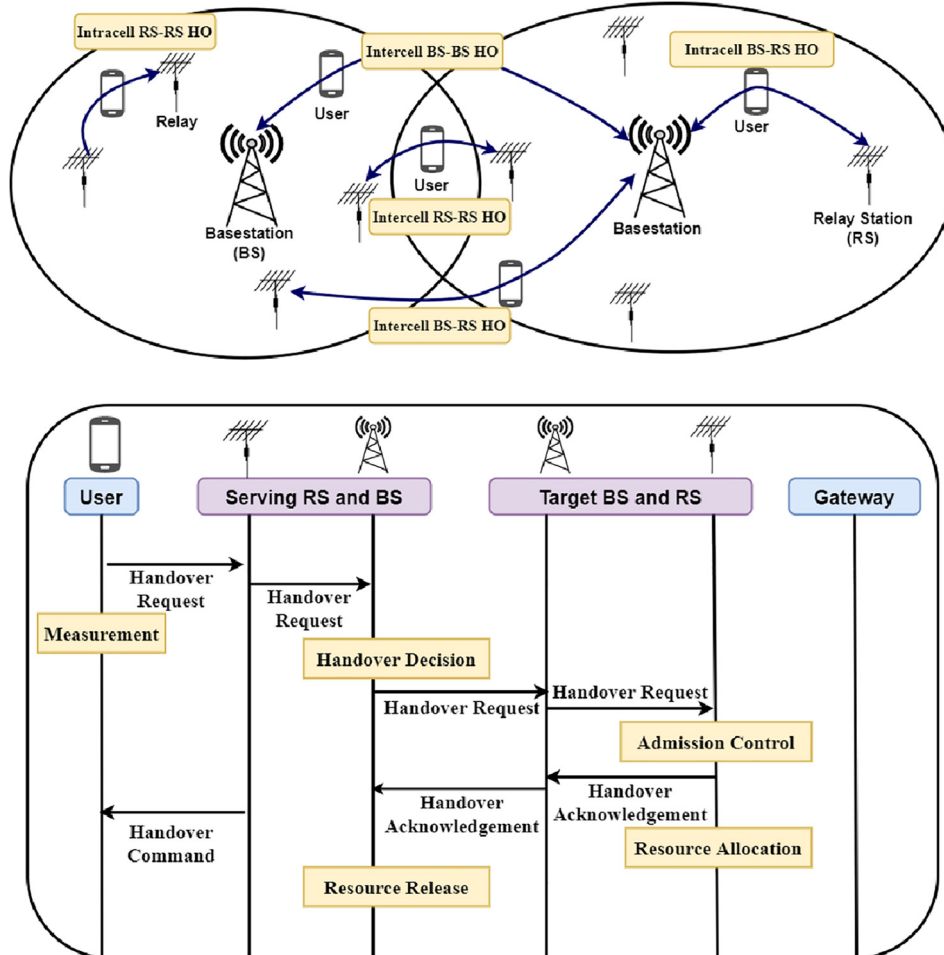 Intracell RS-RS HO
Intercell BS-BS HO
Intracell BS-RS HO
User
Relay
User
User
Intercell RS-RS HO
Basestation
(BS)
Basestation
Relay Station
(RS)
Intercell BS-RS HO
User
Serving RS and BS
Target BS and RS
Gateway
Handover
Request
Handover
Request
Measurement
Handover Decision
Handover Request
Handover Request
Admission Control
Handover
Acknowledgement
Handover
Acknowledgement
Handover
Command
Resource Allocation
Resource Release